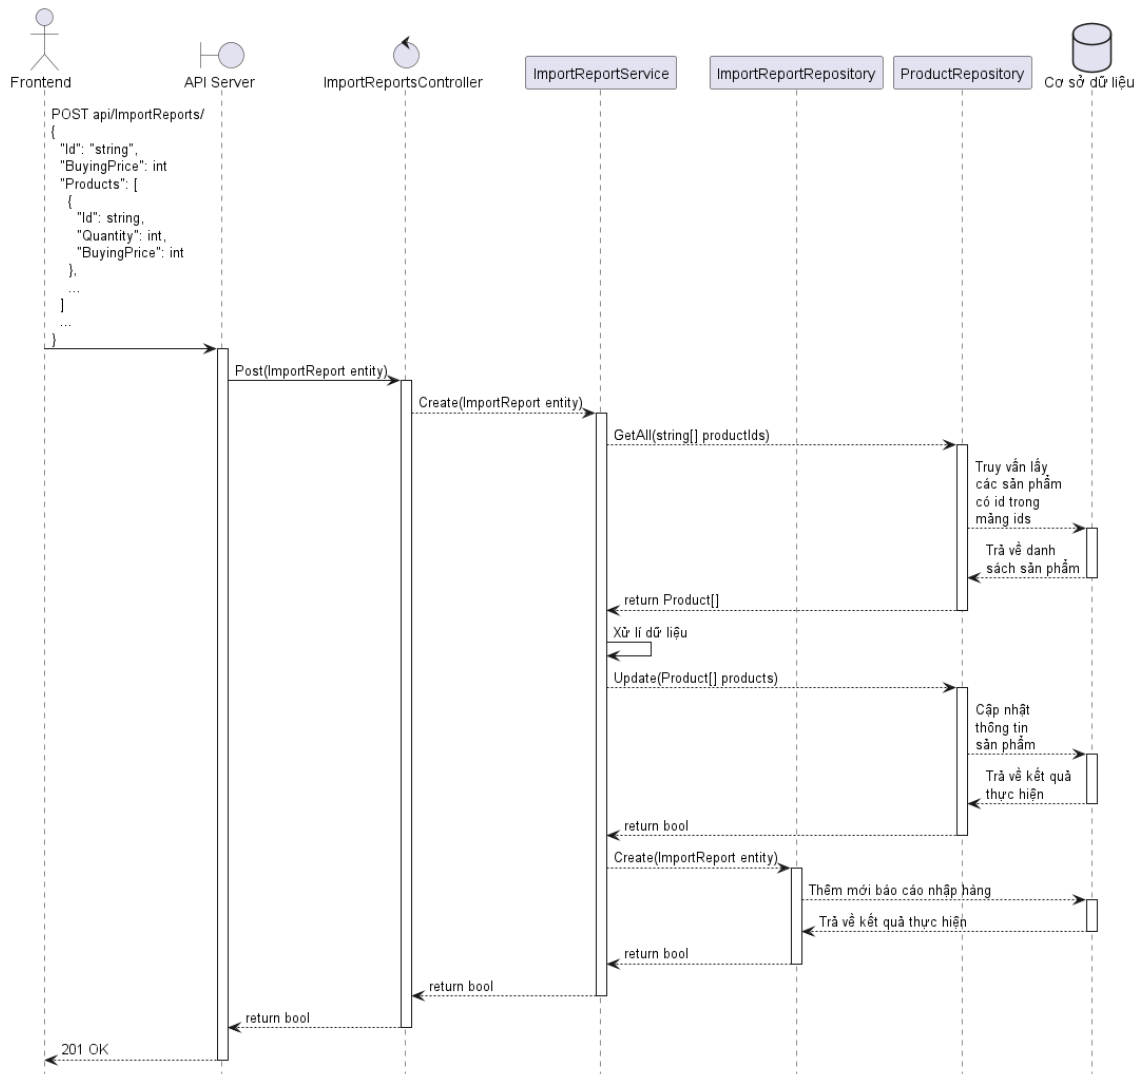 Frontend
API Server
ImportReportsController
ImportReportService
ImportReportRepository
ProductRepository
Cơ sở dữ liệu
POST api/ImportReports/
{
"Id": "string",
"BuyingPrice": int
"Products": [
{
"Id": string,
"Quantity": int,
"BuyingPrice": int
},
...
]
...
}
Post(ImportReport entity)
Create(ImportReport entity)
GetAll(string[] productIds)
Truy vấn lấy
các sản phẩm
có id trong
mảng ids
Trả về danh
sách sản phẩm
return Product[]
Xử lí dữ liệu
Update(Product[] products)
Cập nhật
thông tin
sản phẩm
Trả về kết quả
thực hiện
return bool
Create(ImportReport entity)
Thêm mới báo cáo nhập hàng
Trả về kết quả thực hiện
return bool
return bool
return bool
201 OK